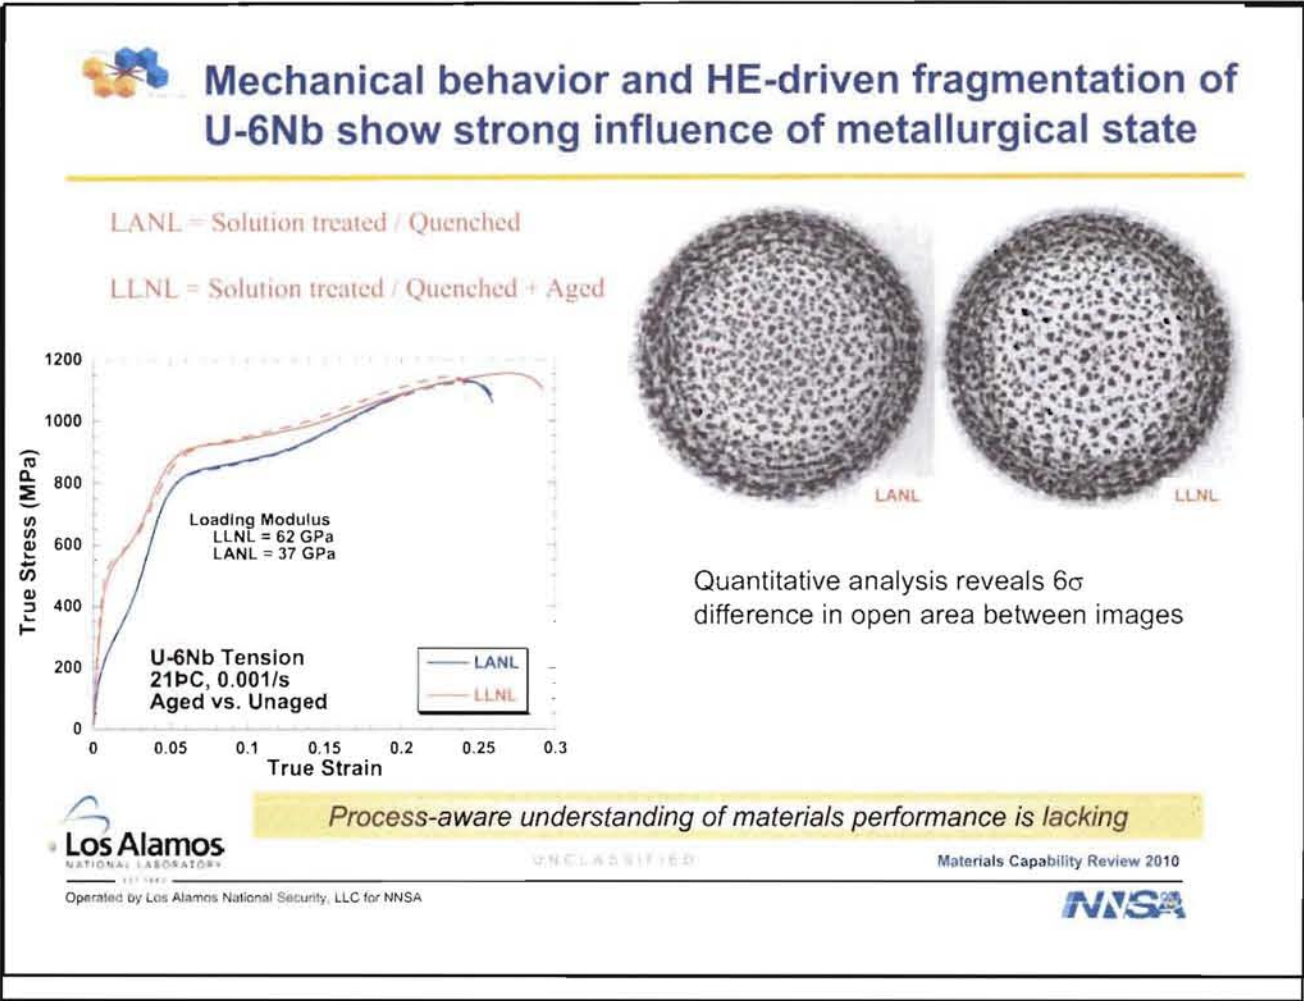 Mechanical behavior and HE-driven fragmentation of
U-6Nb show strong influence of metallurgical state
LANL = Solution treated / Quenched
LLNL = Solution treated / Quenched + Aged
1200
1000
800
600
400
200
0
True Stress (MPa)
Loading Modulus
LLNL = 62 GPa
LANL = 37 GPa
U-6Nb Tension
21ÞC, 0.001/s
Aged vs. Unaged
LANL
LLNL
0 0.05 0.1 0.15 0.2 0.25 0.3
True Strain
LANL
LLNL
Quantitative analysis reveals 6σ
difference in open area between images
Process-aware understanding of materials performance is lacking
Los Alamos
NATIONAL LABORATORY
EST. 1943
UNCLASSIFIED
Materials Capability Review 2010
Operated by Los Alamos National Security, LLC for NNSA
NNSA